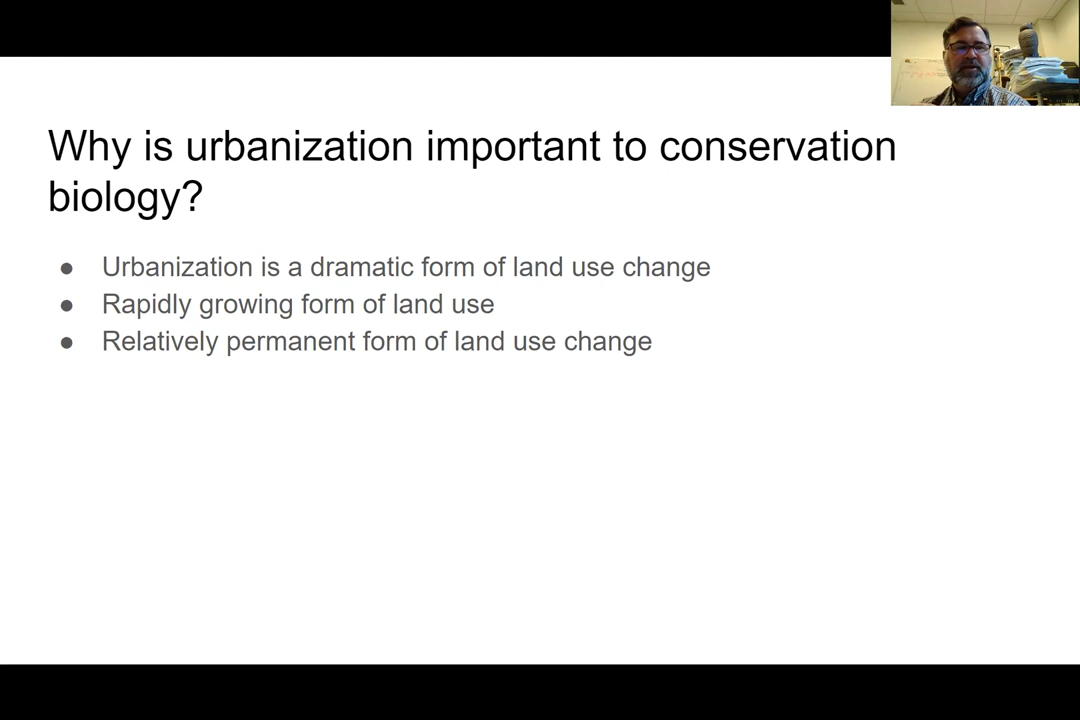 Why is urbanization important to conservation
biology?
● Urbanization is a dramatic form of land use change
● Rapidly growing form of land use
● Relatively permanent form of land use change